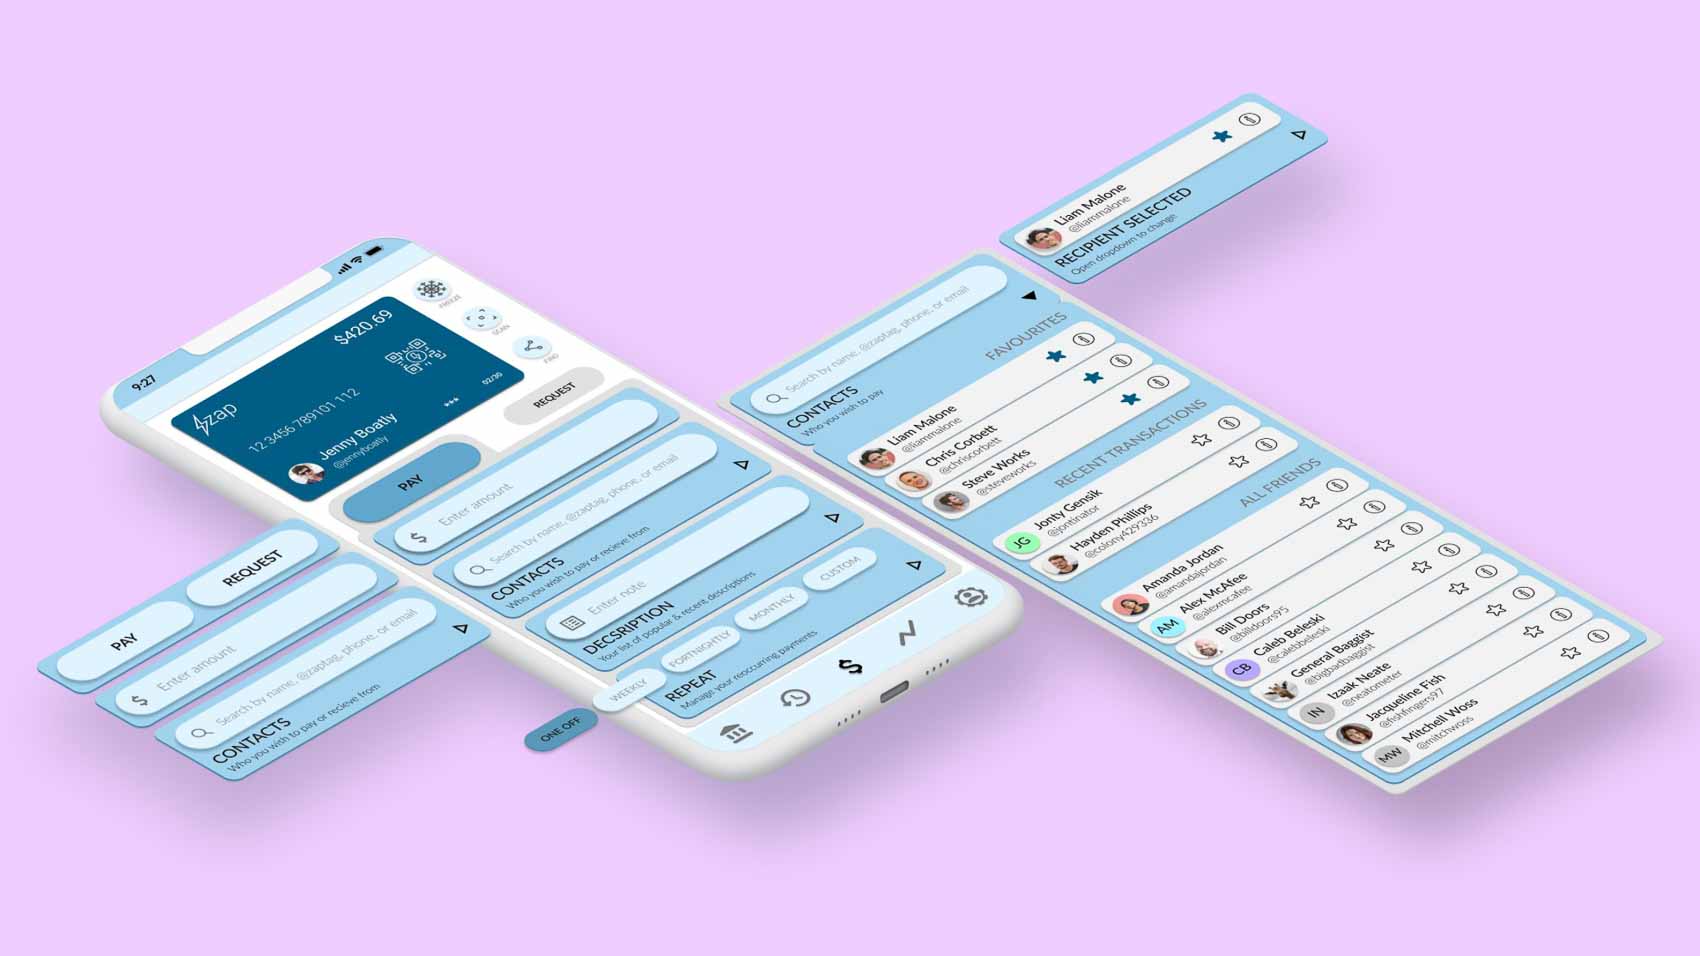 9:27
zap
$420.69
12 3456 789101 112
02/30
Jenny Boatly
@jennyboatly
FREEZE
SCAN
FIND
PAY
REQUEST
Enter amount
Search by name, @zaptag, phone, or email
CONTACTS
Who you wish to pay or recieve from
Enter note
DECSRIPTION
Your list of popular & recent descriptions
ONE OFF
WEEKLY
FORTNIGHTLY
MONTHLY
CUSTOM
REPEAT
Manage your reoccurring payments
PAY
REQUEST
Enter amount
Search by name, @zaptag, phone, or email
CONTACTS
Who you wish to pay or recieve from
Liam Malone
@liammalone
RECIPIENT SELECTED
Open dropdown to change
Search by name, @zaptag, phone, or email
CONTACTS
Who you wish to pay
FAVOURITES
Liam Malone
@liammalone
Chris Corbett
@chriscorbett
Steve Works
@steveworks
RECENT TRANSACTIONS
JG
Jonty Gensik
@jontinator
Hayden Phillips
@colony429336
ALL FRIENDS
Amanda Jordan
@amandajordan
AM
Alex McAfee
@alexmcafee
Bill Doors
@billdoors95
CB
Caleb Beleski
@calebbeleski
General Baggist
@bigbadbaggist
IN
Izaak Neate
@neatometer
Jacqueline Fish
@fishfingers97
MW
Mitchell Woss
@mitchwoss